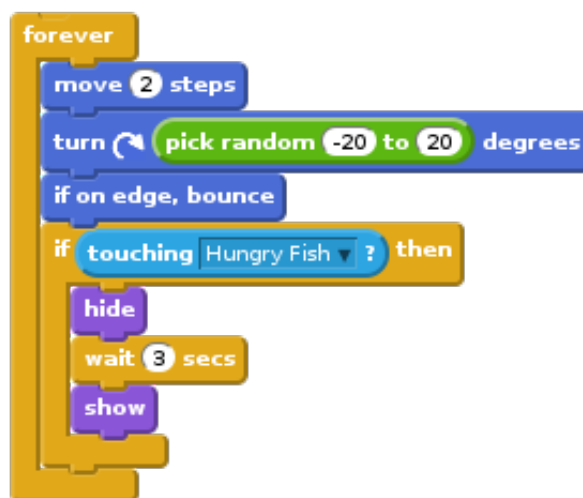 forever
move 2 steps
turn pick random -20 to 20 degrees
if on edge, bounce
if touching Hungry Fish ? then
hide
wait 3 secs
show